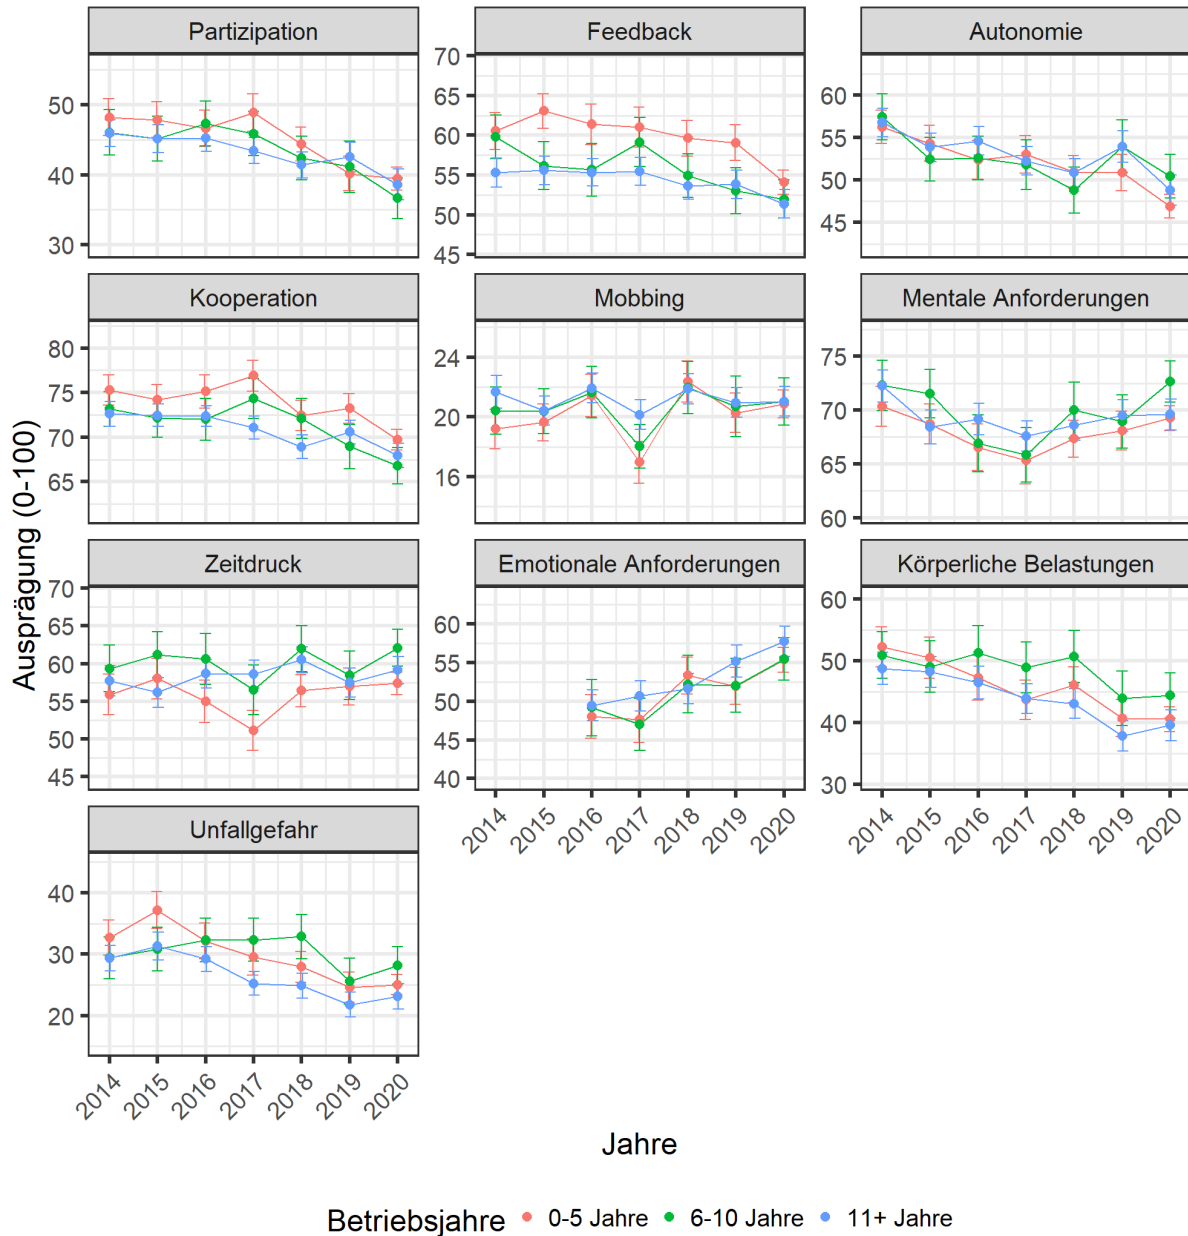 Partizipation
Feedback
Autonomie
50
40
30
70
65
60
55
50
45
60
55
50
45
Kooperation
Mobbing
Mentale Anforderungen
80
75
70
65
24
20
16
75
70
65
60
Ausprägung (0-100)
Zeitdruck
Emotionale Anforderungen
Körperliche Belastungen
70
65
60
55
50
45
60
55
50
45
40
60
50
40
30
2014 2015 2016 2017 2018 2019 2020
2014 2015 2016 2017 2018 2019 2020
Unfallgefahr
40
30
20
2014 2015 2016 2017 2018 2019 2020
Jahre
Betriebsjahre 0-5 Jahre 6-10 Jahre 11+ Jahre